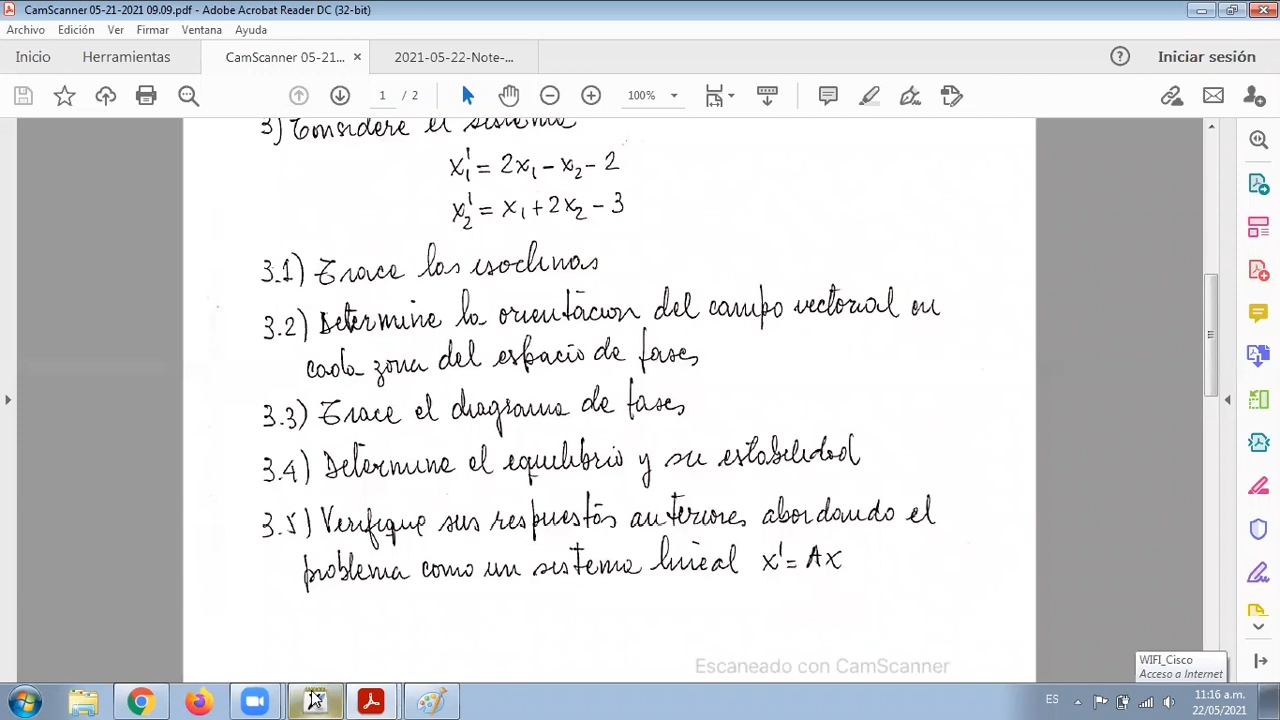 CamScanner 05-21-2021 09.09.pdf - Adobe Acrobat Reader DC (32-bit)
Archivo Edición Ver Firmar Ventana Ayuda
Inicio Herramientas CamScanner 05-21... × 2021-05-22-Note-... Iniciar sesión
1 / 2 100%
3) Considere el sistema
x₁' = 2x₁ - x₂ - 2
x₂' = x₁ + 2x₂ - 3
3.1) Trace las isoclinas
3.2) Determine la orientación del campo vectorial en
cada zona del espacio de fases
3.3) Trace el diagrama de fases
3.4) Determine el equilibrio y su estabilidad
3.5) Verifique sus respuestas anteriores abordando el
problema como un sistema lineal x' = Ax
Escaneado con CamScanner
WIFI_Cisco
Acceso a Internet
ES 11:16 a.m.
22/05/2021